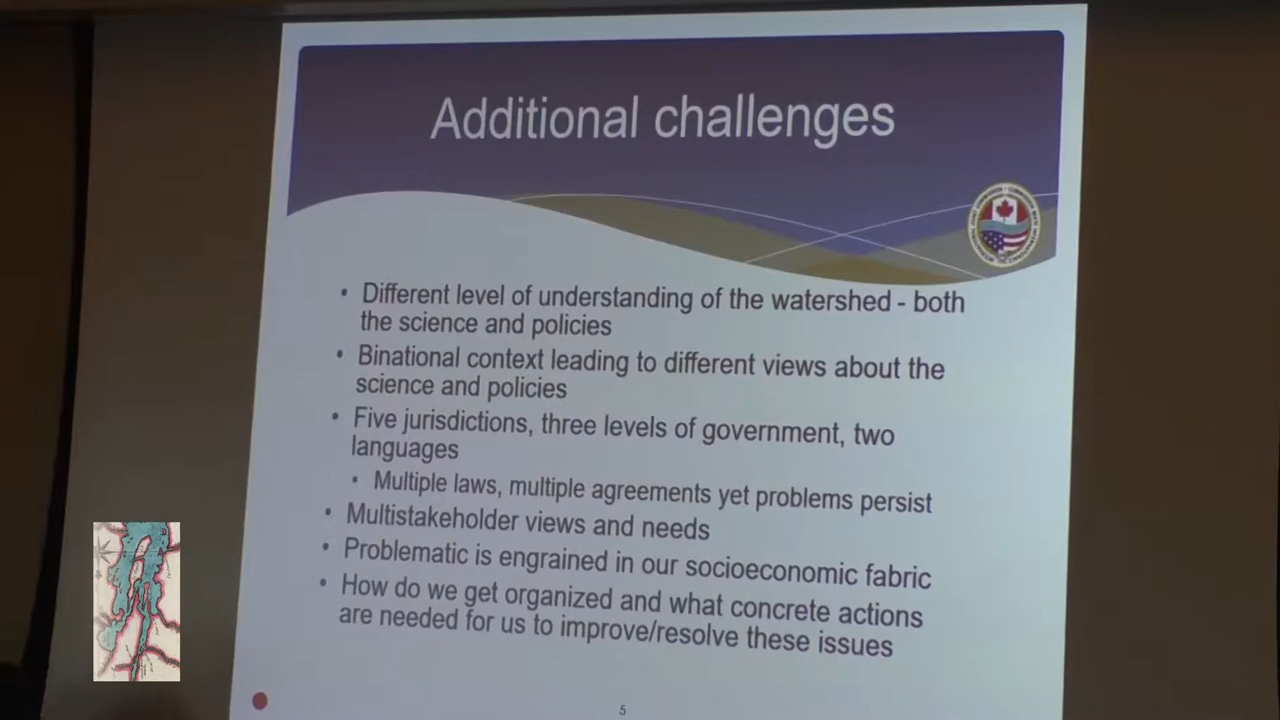 Additional challenges
• Different level of understanding of the watershed - both
the science and policies
• Binational context leading to different views about the
science and policies
• Five jurisdictions, three levels of government, two
languages
• Multiple laws, multiple agreements yet problems persist
• Multistakeholder views and needs
• Problematic is engrained in our socioeconomic fabric
• How do we get organized and what concrete actions
are needed for us to improve/resolve these issues
5